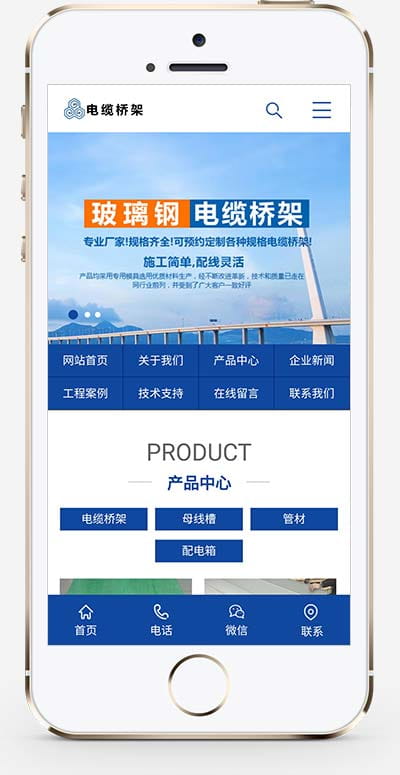 电缆桥架
玻璃钢 电缆桥架
专业厂家!规格齐全!可预约定制各种规格电缆桥架!
施工简单,配线灵活
产品均采用专用模具选用优质材料生产，经不断改进革新，技术和质量已走在
同行业前列，并受到了广大客户一致好评
网站首页 关于我们 产品中心 企业新闻
工程案例 技术支持 在线留言 联系我们
PRODUCT
产品中心
电缆桥架 母线槽 管材
配电箱
首页 电话 微信 联系